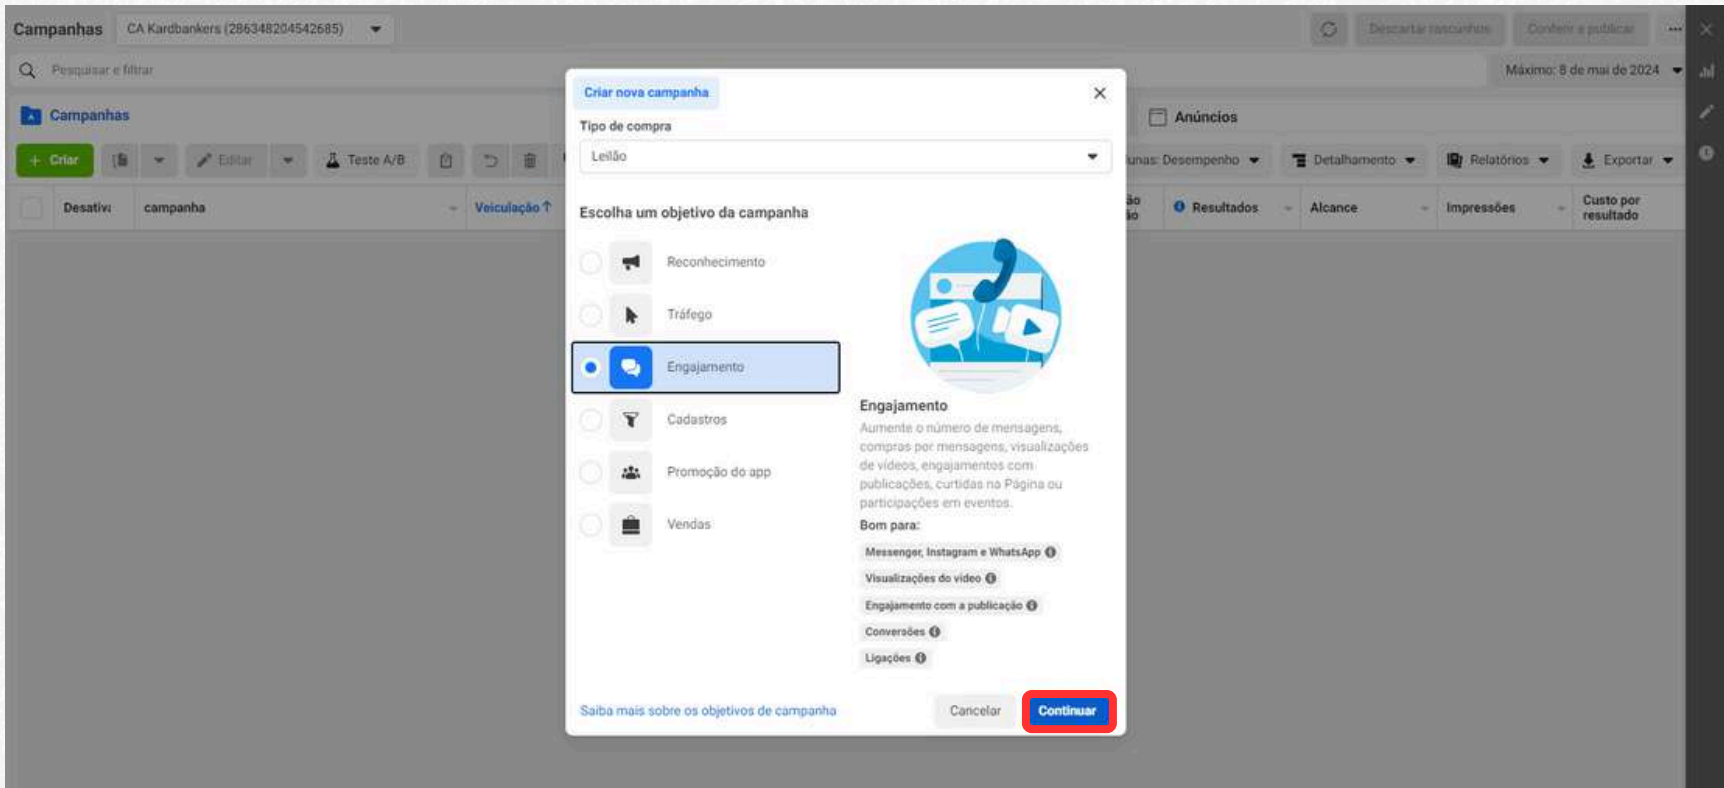 Campanhas
CA Kardbankers (286348204542685)
Descartar rascunhos
Conferir e publicar
Pesquisar e filtrar
Máximo: 8 de mai de 2024
Campanhas
Anúncios
+ Criar
Editar
Teste A/B
unas: Desempenho
Detalhamento
Relatórios
Exportar
Desativ
campanha
Veiculação ↑
ão
ão
Resultados
Alcance
Impressões
Custo por
resultado
Criar nova campanha
Tipo de compra
Leilão
Escolha um objetivo da campanha
Reconhecimento
Tráfego
Engajamento
Cadastros
Promoção do app
Vendas
Engajamento
Aumente o número de mensagens,
compras por mensagens, visualizações
de vídeos, engajamentos com
publicações, curtidas na Página ou
participações em eventos.
Bom para:
Messenger, Instagram e WhatsApp
Visualizações do vídeo
Engajamento com a publicação
Conversões
Ligações
Saiba mais sobre os objetivos de campanha
Cancelar
Continuar